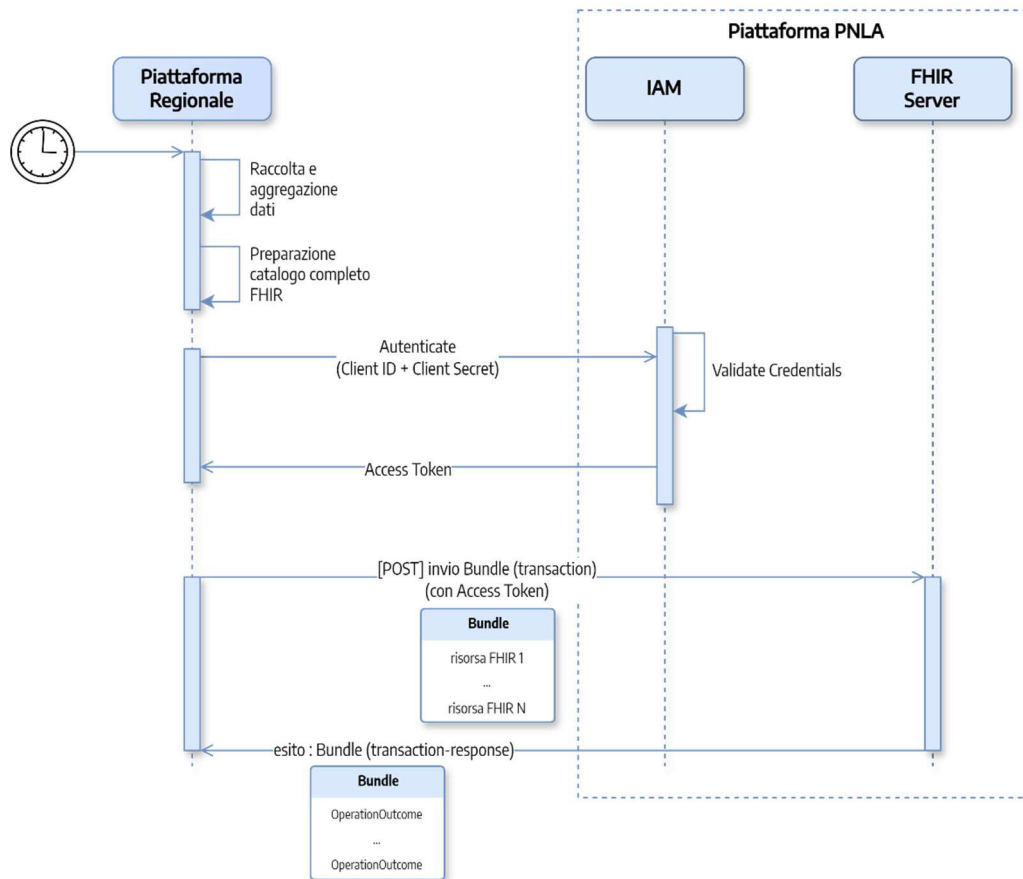 Piattaforma PNLA
Piattaforma
Regionale
IAM
FHIR
Server
Raccolta e
aggregazione
dati
Preparazione
catalogo completo
FHIR
Autenticate
(Client ID + Client Secret)
Validate Credentials
Access Token
[POST] invio Bundle (transaction)
(con Access Token)
Bundle
risorsa FHIR 1
...
risorsa FHIR N
esito : Bundle (transaction-response)
Bundle
OperationOutcome
...
OperationOutcome